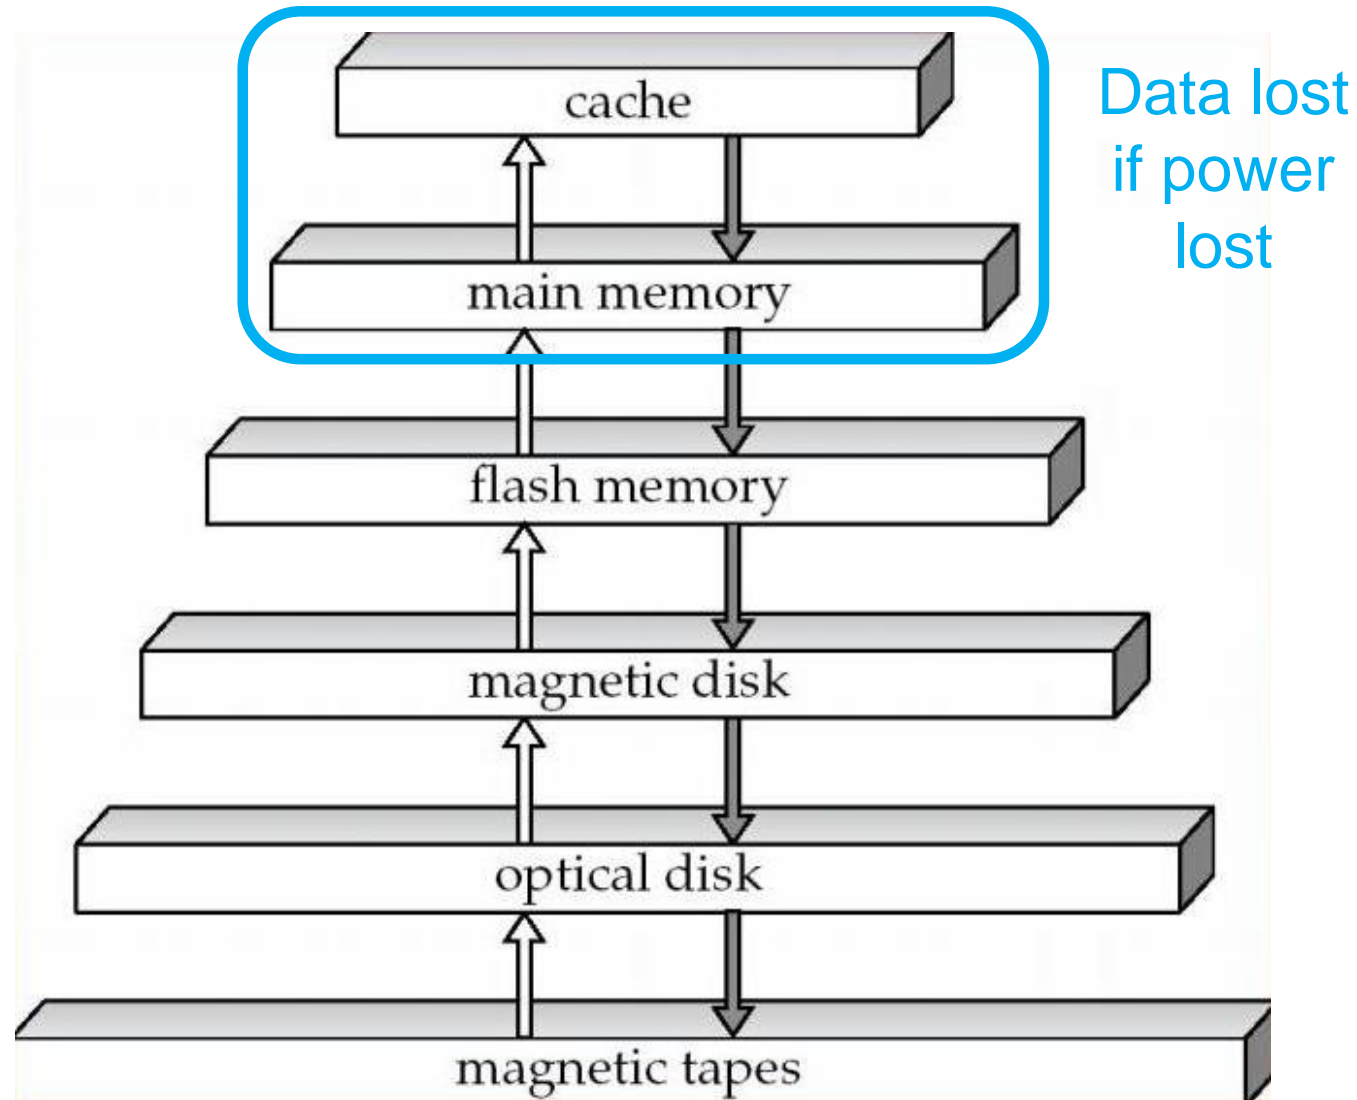 cache
Data lost
if power
lost
main memory
flash memory
magnetic disk
optical disk
magnetic tapes